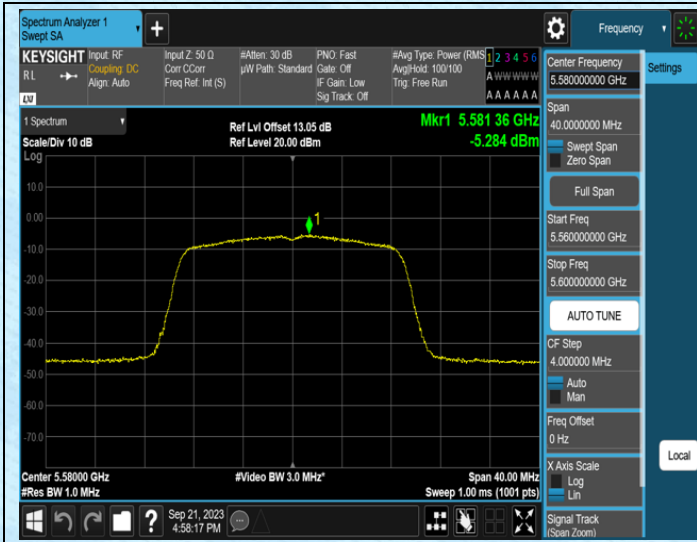 Spectrum Analyzer 1
Swept SA
+
Frequency
KEYSIGHT
RL
LXI
Input: RF
Coupling: DC
Align: Auto
Input Z: 50 Ω
Corr CCorr
Freq Ref: Int (S)
#Atten: 30 dB
µW Path: Standard
PNO: Fast
Gate: Off
IF Gain: Low
Sig Track: Off
#Avg Type: Power (RMS
Avg|Hold: 100/100
Trig: Free Run
1 2 3 4 5 6
A W W W W W
A A A A A A
1 Spectrum
Scale/Div 10 dB
Ref Lvl Offset 13.05 dB
Ref Level 20.00 dBm
Mkr1 5.581 36 GHz
-5.284 dBm
Log
10.0
0.00
-10.0
-20.0
-30.0
-40.0
-50.0
-60.0
-70.0
1
Center 5.58000 GHz
#Res BW 1.0 MHz
#Video BW 3.0 MHz*
Span 40.00 MHz
Sweep 1.00 ms (1001 pts)
Center Frequency
5.580000000 GHz
Span
40.0000000 MHz
Swept Span
Zero Span
Full Span
Start Freq
5.560000000 GHz
Stop Freq
5.600000000 GHz
AUTO TUNE
CF Step
4.000000 MHz
Auto
Man
Freq Offset
0 Hz
X Axis Scale
Log
Lin
Signal Track
(Span Zoom)
Settings
Local
?
Sep 21, 2023
4:58:17 PM